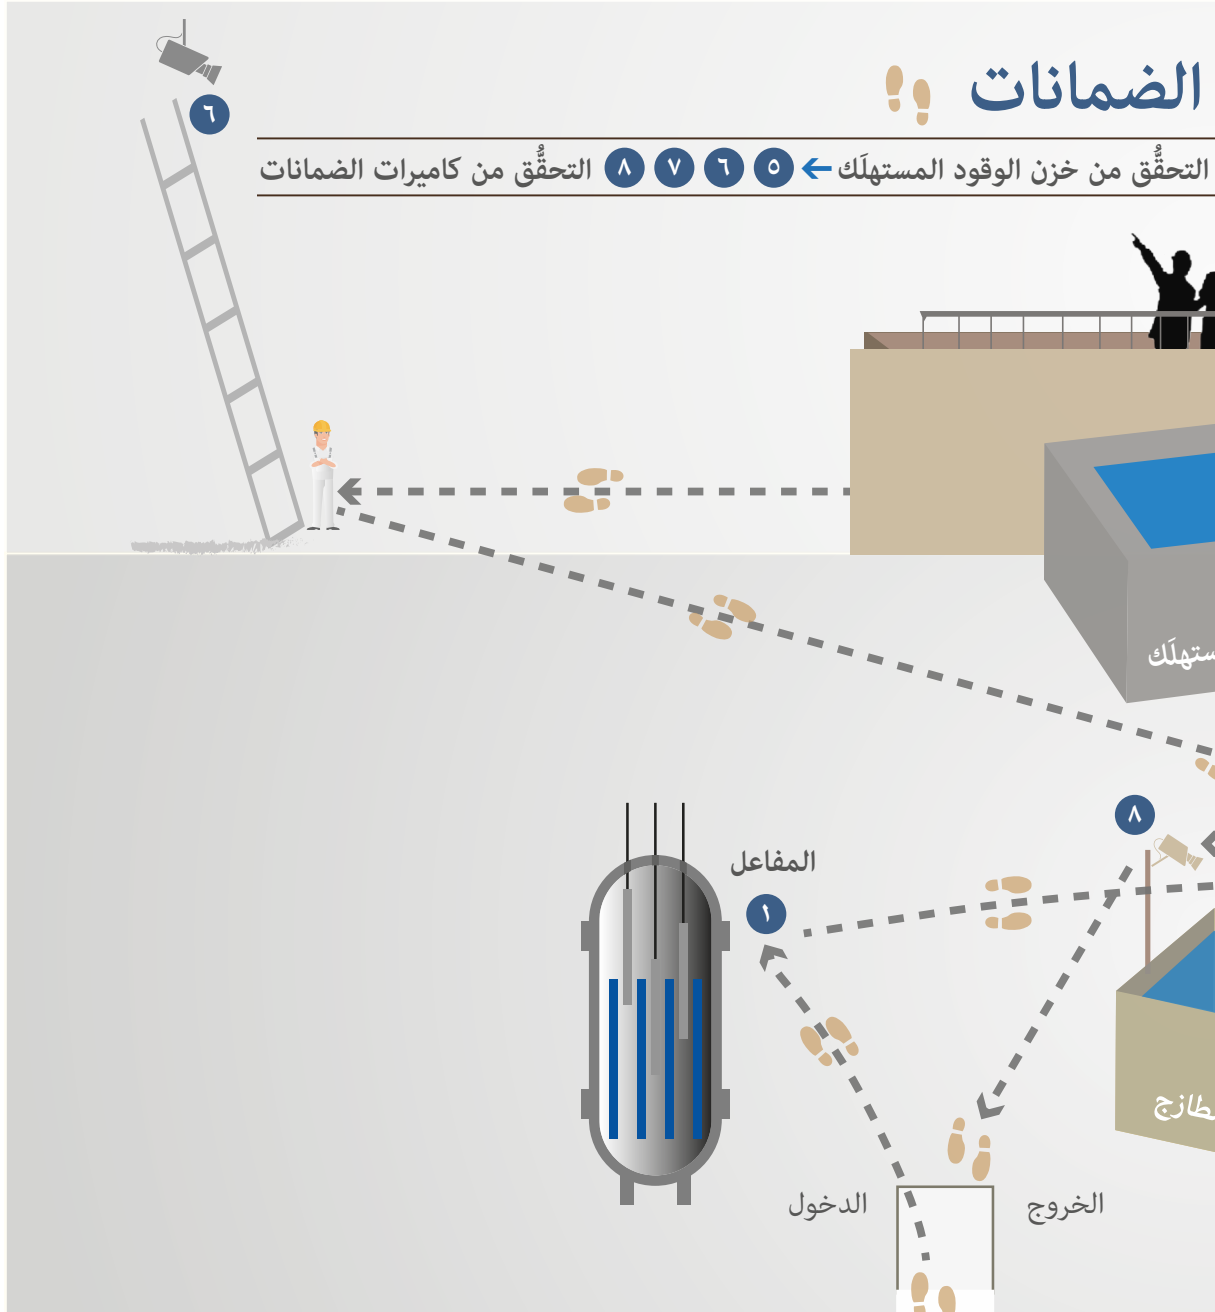 الضمانات
التحقُّق من خزن الوقود المستهلَك ← ٥ ٦ ٧ ٨ التحقُّق من كاميرات الضمانات
٦
٨
المفاعل
١
الدخول
الخروج